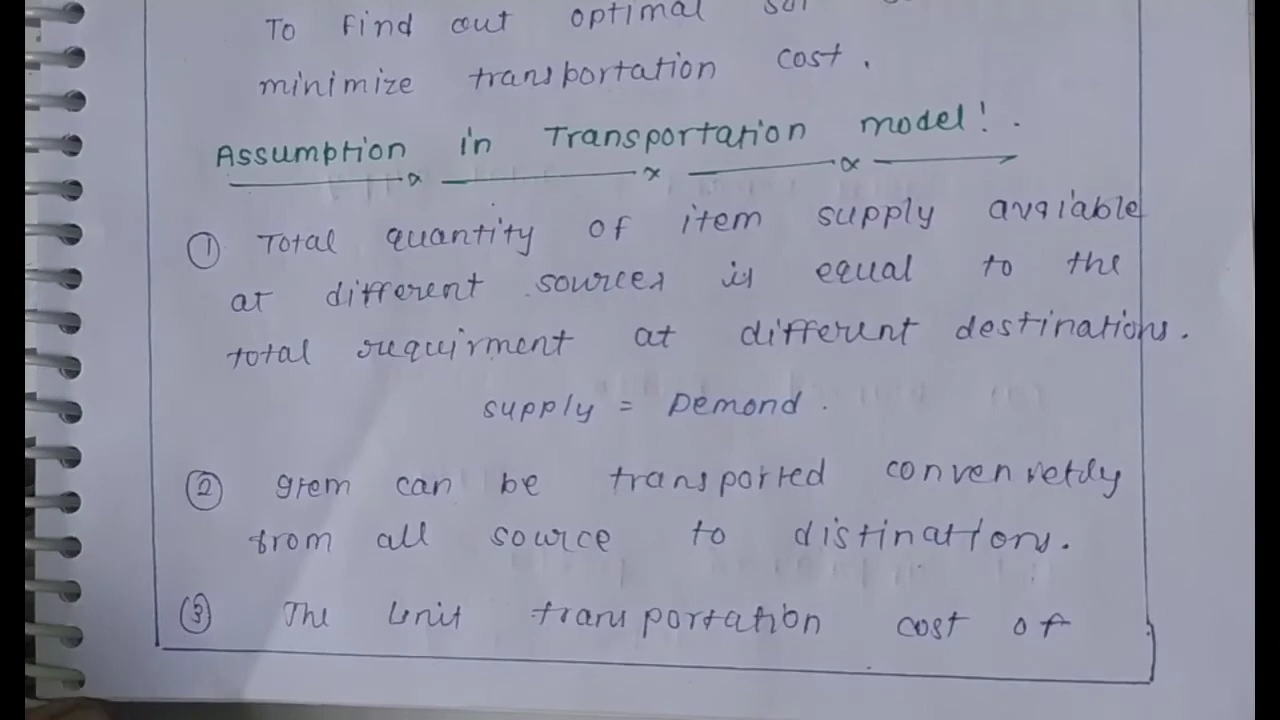 To find out optimal
minimize transportation cost.
Assumption in Transportation model!.
① Total quantity of item supply avaiable
at different sources is equal to the
total requirment at different destinations.
supply = Demond.
② Item can be transported
from all source to distinations.
③ The Unit transportation cost of